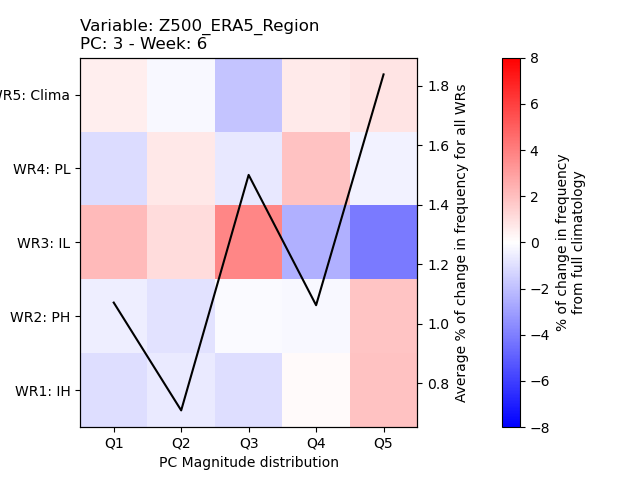 Variable: Z500_ERA5_Region
PC: 3 - Week: 6
WR5: Clima
WR4: PL
WR3: IL
WR2: PH
WR1: IH
Q1 Q2 Q3 Q4 Q5
PC Magnitude distribution
1.8
1.6
1.4
1.2
1.0
0.8
Average % of change in frequency for all WRs
8
6
4
2
0
−2
−4
−6
−8
% of change in frequency
from full climatology